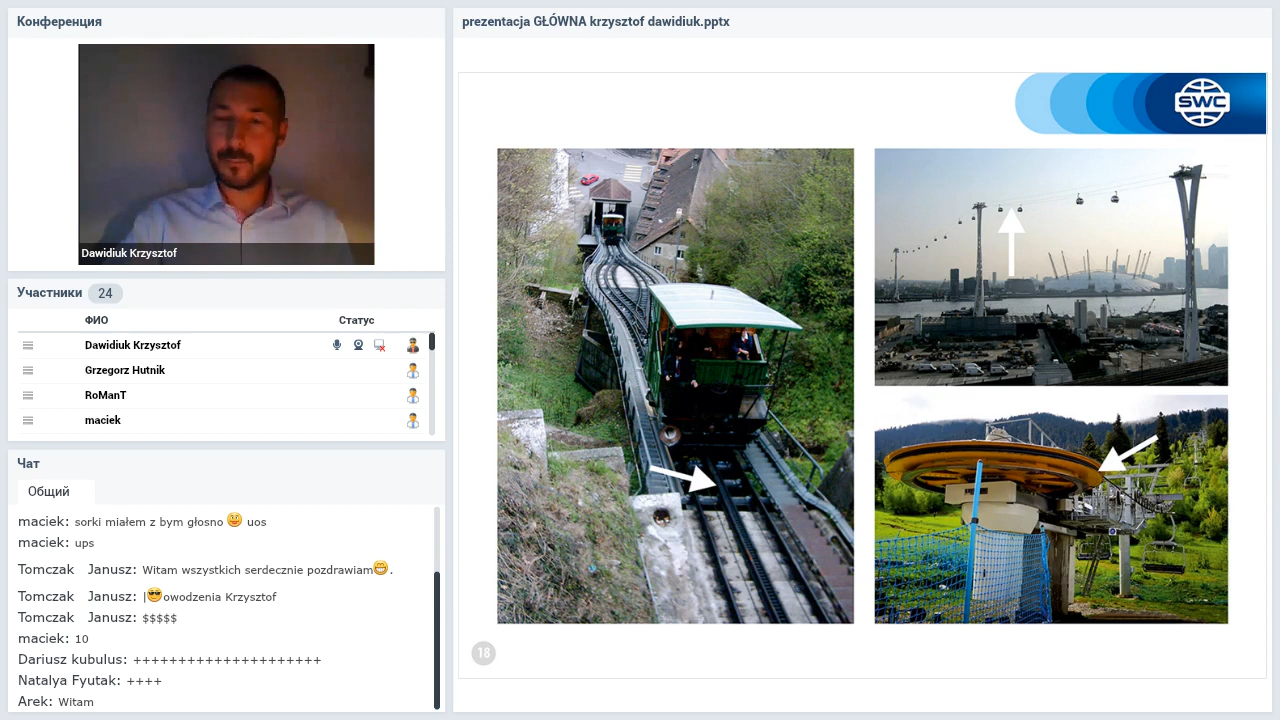 Конференция
Dawidiuk Krzysztof
Участники 24
ФИО Статус
Dawidiuk Krzysztof
Grzegorz Hutnik
RoManT
maciek
Чат
Общий
maciek: sorki miałem z bym głosno uos
maciek: ups
Tomczak Janusz: Witam wszystkich serdecznie pozdrawiam.
Tomczak Janusz: |owodzenia Krzysztof
Tomczak Janusz: $$$$$
maciek: 10
Dariusz kubulus: +++++++++++++++++++++
Natalya Fyutak: ++++
Arek: Witam
prezentacja GŁÓWNA krzysztof dawidiuk.pptx
SWC
18